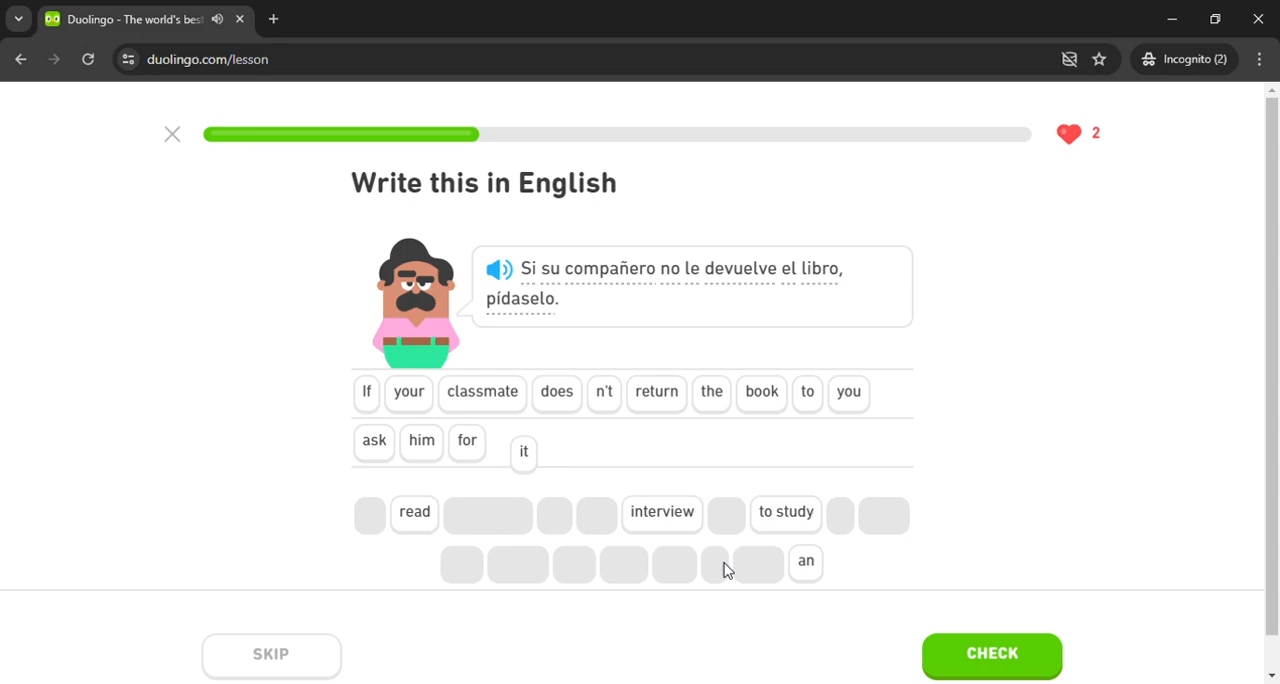 Duolingo - The world's bes
duolingo.com/lesson
Incognito (2)
2
Write this in English
Si su compañero no le devuelve el libro,
pídaselo.
If your classmate does n't return the book to you
ask him for it
read interview to study
an
SKIP CHECK